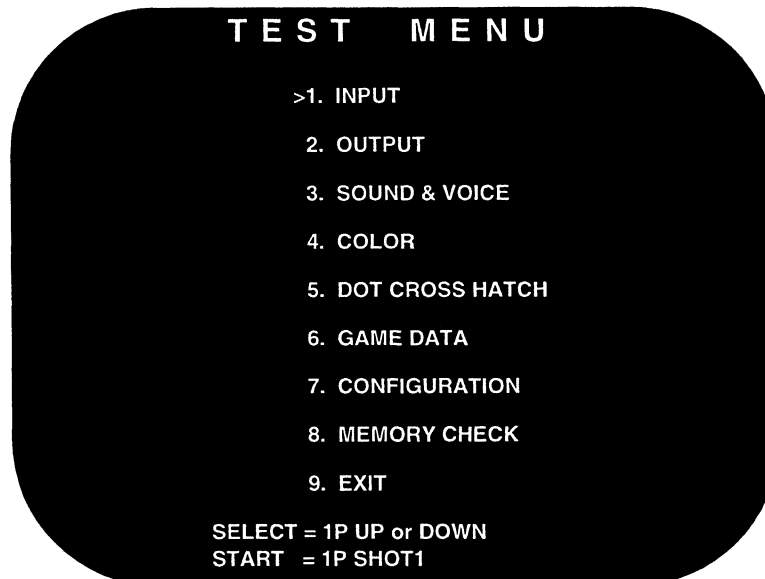 TEST MENU
>1. INPUT
2. OUTPUT
3. SOUND & VOICE
4. COLOR
5. DOT CROSS HATCH
6. GAME DATA
7. CONFIGURATION
8. MEMORY CHECK
9. EXIT
SELECT = 1P UP or DOWN
START = 1P SHOT1